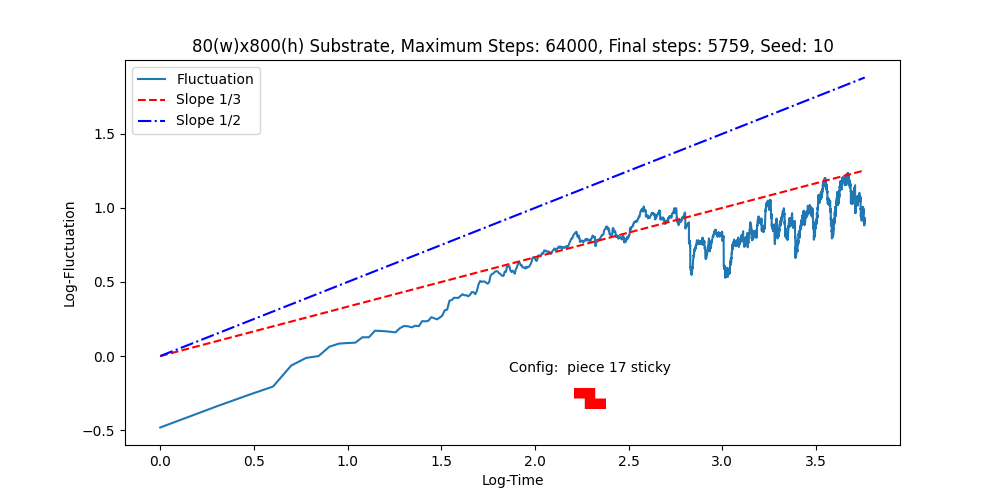 80(w)x800(h) Substrate, Maximum Steps: 64000, Final steps: 5759, Seed: 10
Fluctuation
Slope 1/3
Slope 1/2
1.5
1.0
0.5
0.0
−0.5
Log-Fluctuation
Config:  piece 17 sticky
0.0 0.5 1.0 1.5 2.0 2.5 3.0 3.5
Log-Time